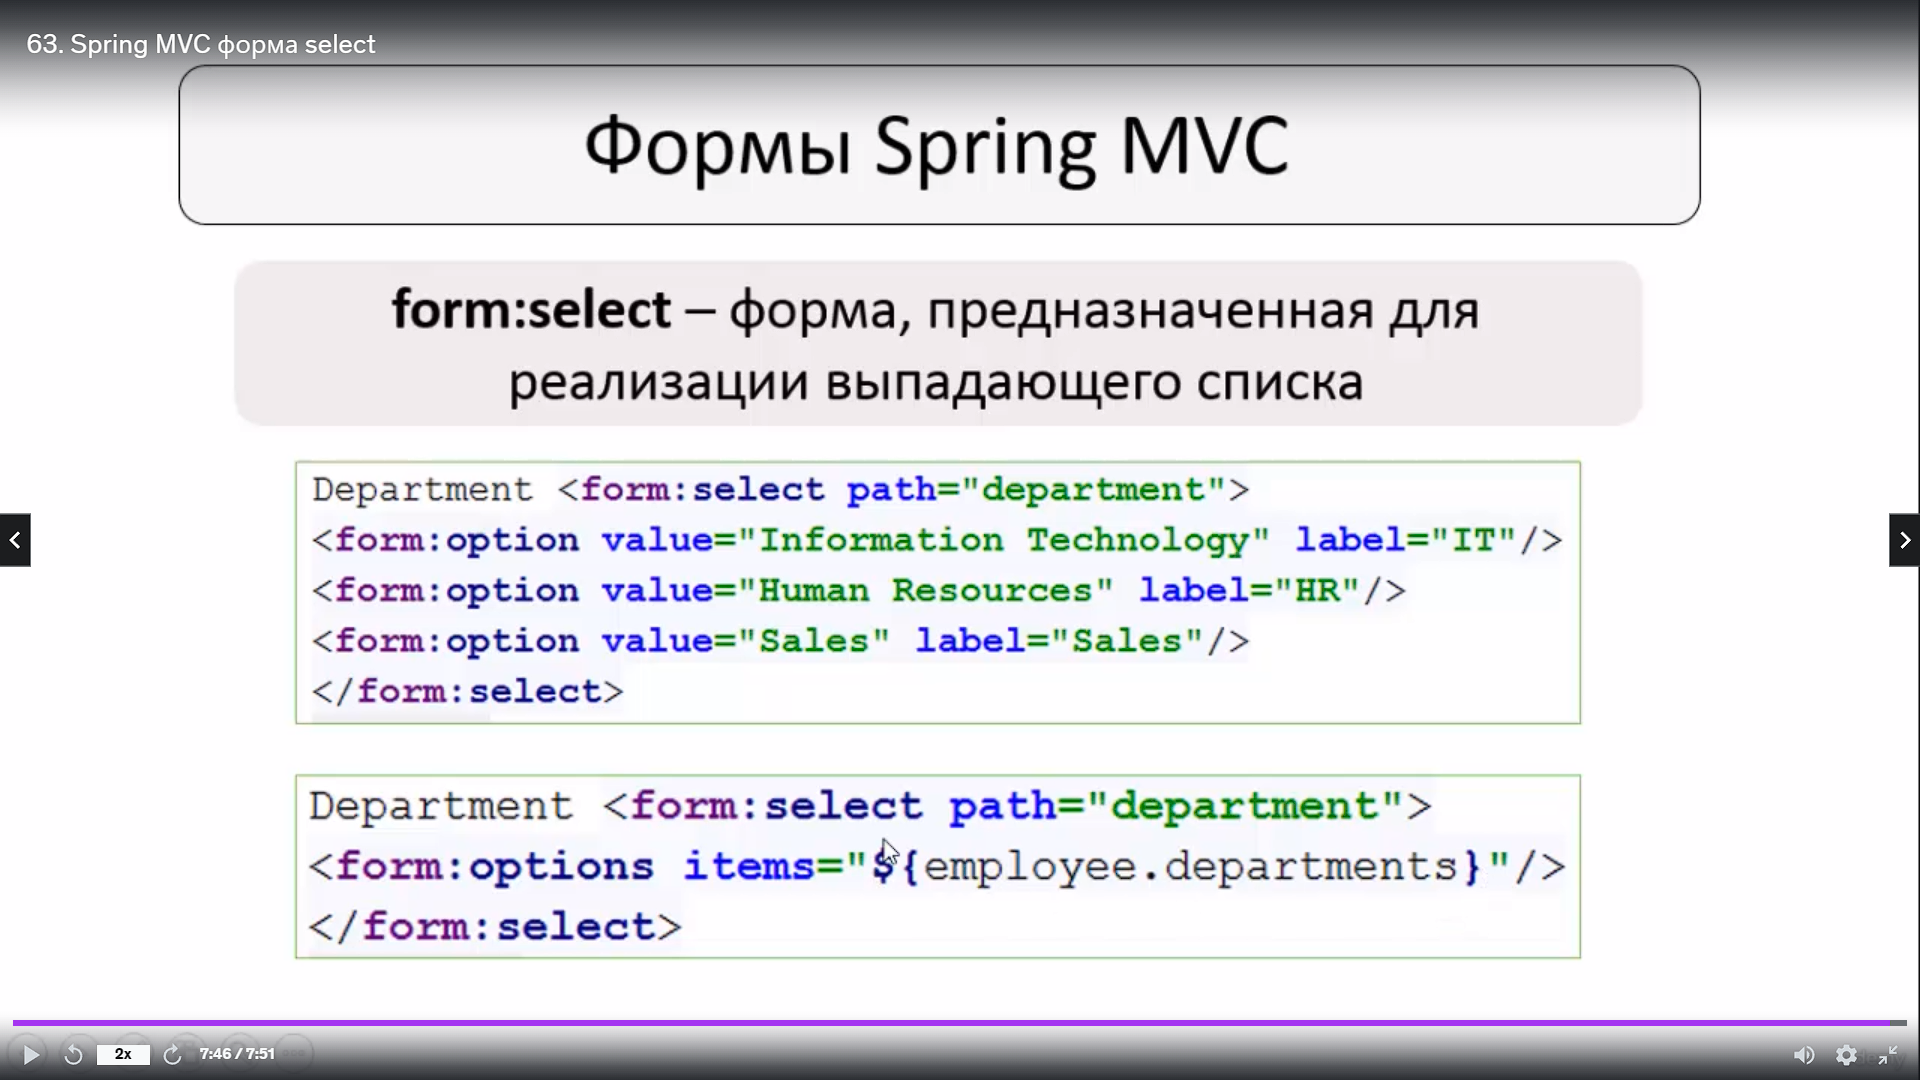 63. Spring MVC форма select
Формы Spring MVC
form:select – форма, предназначенная для
реализации выпадающего списка
Department <form:select path="department">
<form:option value="Information Technology" label="IT"/>
<form:option value="Human Resources" label="HR"/>
<form:option value="Sales" label="Sales"/>
</form:select>
Department <form:select path="department">
<form:options items="${employee.departments}"/>
</form:select>
2x
7:46 / 7:51